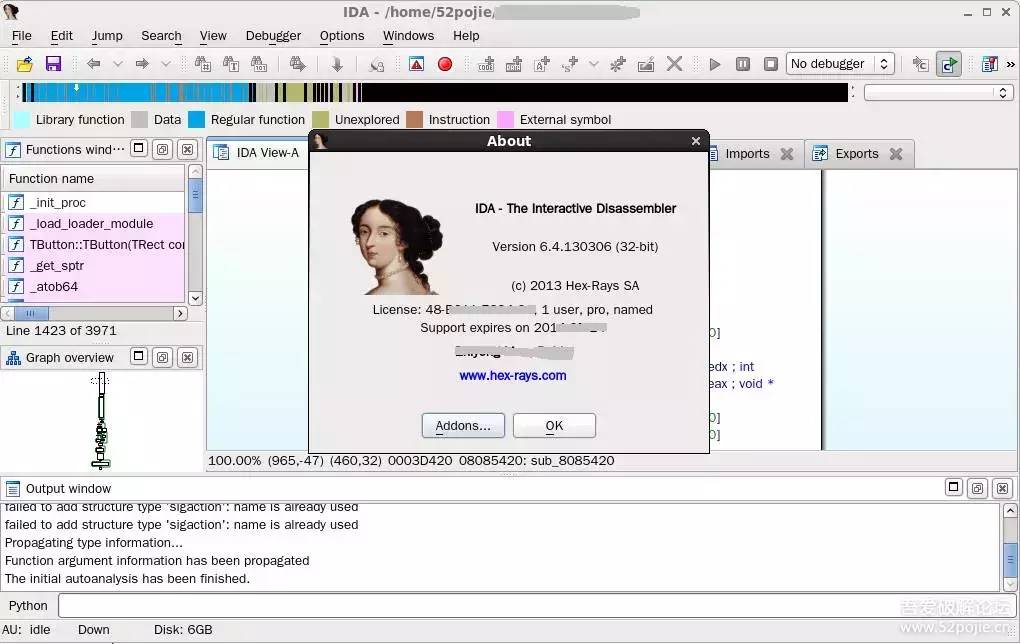 IDA - /home/52pojie/
File Edit Jump Search View Debugger Options Windows Help
No debugger
Library function Data Regular function Unexplored Instruction External symbol
Functions wind···
IDA View-A
Imports
Exports
Function name
_init_proc
_load_loader_module
TButton::TButton(TRect co
_get_sptr
_atob64
Line 1423 of 3971
Graph overview
About
IDA - The Interactive Disassembler
Version 6.4.130306 (32-bit)
(c) 2013 Hex-Rays SA
License: 48- , 1 user, pro, named
Support expires on 201
www.hex-rays.com
Addons... OK
edx ; int
eax ; void *
100.00% (965,-47) (460,32) 0003D420 08085420: sub_8085420
Output window
failed to add structure type 'sigaction': name is already used
failed to add structure type 'sigaction': name is already used
Propagating type information...
Function argument information has been propagated
The initial autoanalysis has been finished.
Python
AU: idle Down Disk: 6GB
吾爱破解论坛
www.52pojie.cn